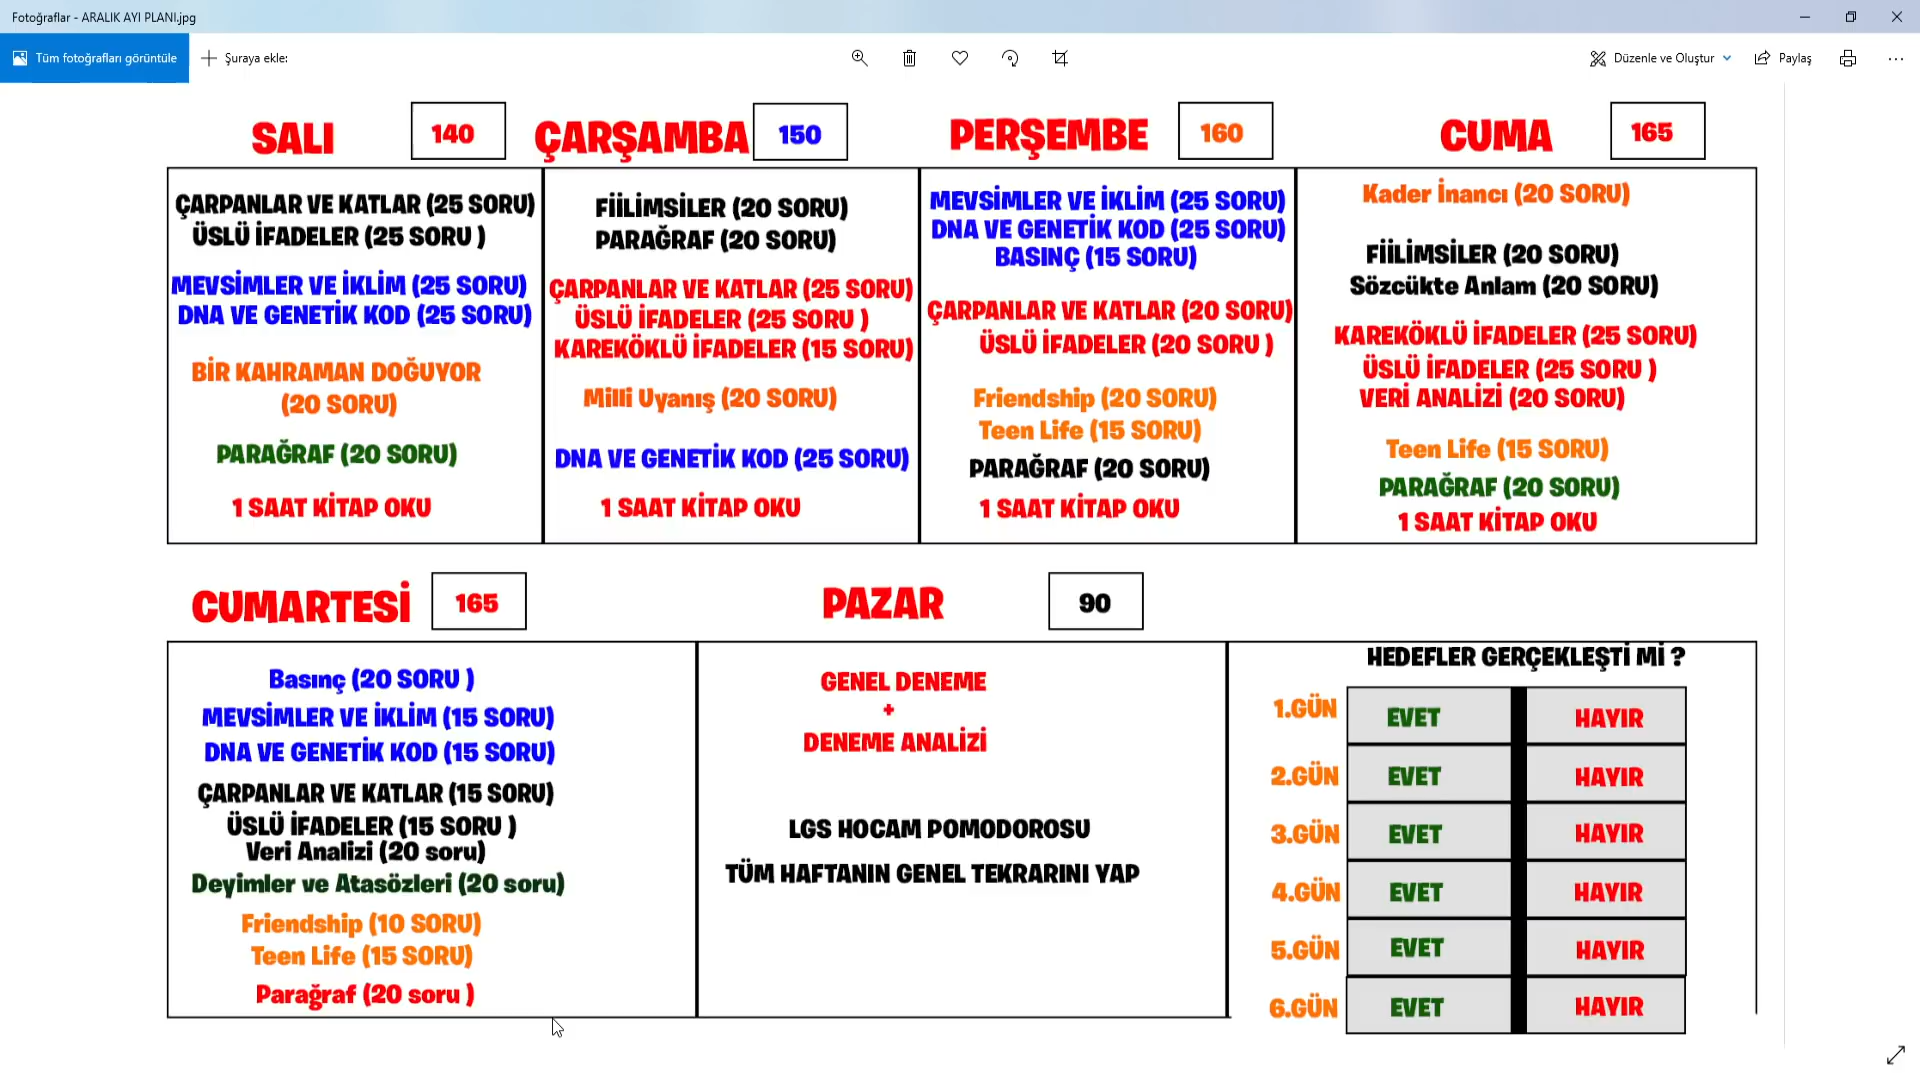 Fotoğraflar - ARALIK AYI PLANI.jpg
Tüm fotoğrafları görüntüle
Şuraya ekle:
Düzenle ve Oluştur
Paylaş
SALI
140
ÇARPANLAR VE KATLAR (25 SORU)
ÜSLÜ İFADELER (25 SORU )
MEVSİMLER VE İKLİM (25 SORU)
DNA VE GENETİK KOD (25 SORU)
BİR KAHRAMAN DOĞUYOR
(20 SORU)
PARAĞRAF (20 SORU)
1 SAAT KİTAP OKU
ÇARŞAMBA
150
FİİLİMSİLER (20 SORU)
PARAĞRAF (20 SORU)
ÇARPANLAR VE KATLAR (25 SORU)
ÜSLÜ İFADELER (25 SORU )
KAREKÖKLÜ İFADELER (15 SORU)
Milli Uyanış (20 SORU)
DNA VE GENETİK KOD (25 SORU)
1 SAAT KİTAP OKU
PERŞEMBE
160
MEVSİMLER VE İKLİM (25 SORU)
DNA VE GENETİK KOD (25 SORU)
BASINÇ (15 SORU)
ÇARPANLAR VE KATLAR (20 SORU)
ÜSLÜ İFADELER (20 SORU )
Friendship (20 SORU)
Teen Life (15 SORU)
PARAĞRAF (20 SORU)
1 SAAT KİTAP OKU
CUMA
165
Kader İnancı (20 SORU)
FİİLİMSİLER (20 SORU)
Sözcükte Anlam (20 SORU)
KAREKÖKLÜ İFADELER (25 SORU)
ÜSLÜ İFADELER (25 SORU )
VERİ ANALİZİ (20 SORU)
Teen Life (15 SORU)
PARAĞRAF (20 SORU)
1 SAAT KİTAP OKU
CUMARTESİ
165
Basınç (20 SORU )
MEVSİMLER VE İKLİM (15 SORU)
DNA VE GENETİK KOD (15 SORU)
ÇARPANLAR VE KATLAR (15 SORU)
ÜSLÜ İFADELER (15 SORU )
Veri Analizi (20 soru)
Deyimler ve Atasözleri (20 soru)
Friendship (10 SORU)
Teen Life (15 SORU)
Parağraf (20 soru )
PAZAR
90
GENEL DENEME
+
DENEME ANALİZİ
LGS HOCAM POMODOROSU
TÜM HAFTANIN GENEL TEKRARINI YAP
HEDEFLER GERÇEKLEŞTİ Mİ ?
1.GÜN EVET HAYIR
2.GÜN EVET HAYIR
3.GÜN EVET HAYIR
4.GÜN EVET HAYIR
5.GÜN EVET HAYIR
6.GÜN EVET HAYIR